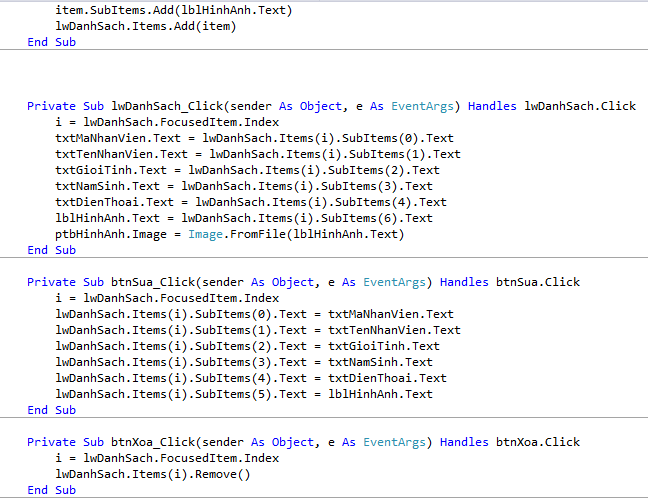 item.SubItems.Add(lblHinhAnh.Text)
lwDanhSach.Items.Add(item)
End Sub
Private Sub lwDanhSach_Click(sender As Object, e As EventArgs) Handles lwDanhSach.Click
i = lwDanhSach.FocusedItem.Index
txtMaNhanVien.Text = lwDanhSach.Items(i).SubItems(0).Text
txtTenNhanVien.Text = lwDanhSach.Items(i).SubItems(1).Text
txtGioiTinh.Text = lwDanhSach.Items(i).SubItems(2).Text
txtNamSinh.Text = lwDanhSach.Items(i).SubItems(3).Text
txtDienThoai.Text = lwDanhSach.Items(i).SubItems(4).Text
lblHinhAnh.Text = lwDanhSach.Items(i).SubItems(6).Text
ptbHinhAnh.Image = Image.FromFile(lblHinhAnh.Text)
End Sub
Private Sub btnSua_Click(sender As Object, e As EventArgs) Handles btnSua.Click
i = lwDanhSach.FocusedItem.Index
lwDanhSach.Items(i).SubItems(0).Text = txtMaNhanVien.Text
lwDanhSach.Items(i).SubItems(1).Text = txtTenNhanVien.Text
lwDanhSach.Items(i).SubItems(2).Text = txtGioiTinh.Text
lwDanhSach.Items(i).SubItems(3).Text = txtNamSinh.Text
lwDanhSach.Items(i).SubItems(4).Text = txtDienThoai.Text
lwDanhSach.Items(i).SubItems(5).Text = lblHinhAnh.Text
End Sub
Private Sub btnXoa_Click(sender As Object, e As EventArgs) Handles btnXoa.Click
i = lwDanhSach.FocusedItem.Index
lwDanhSach.Items(i).Remove()
End Sub